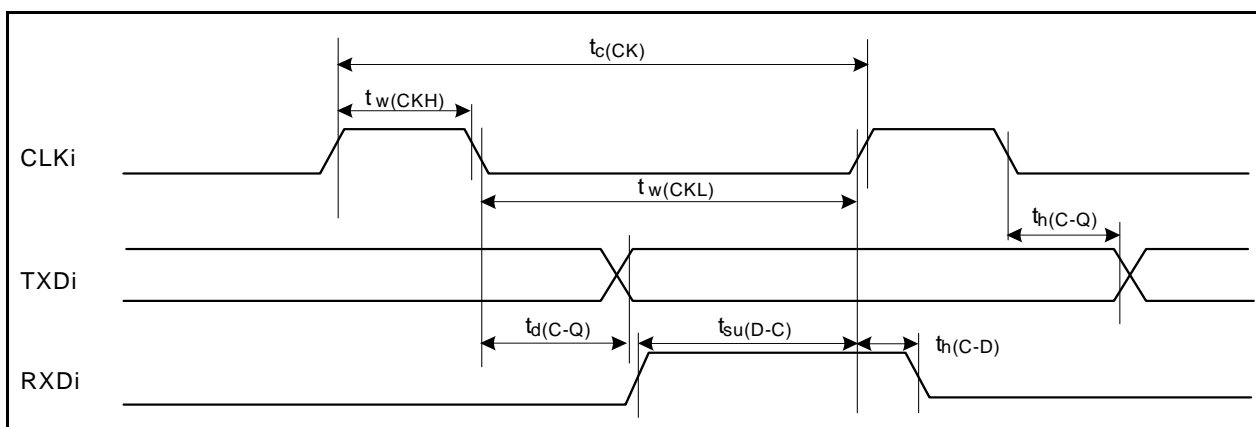 tc(CK)
tw(CKH)
CLKi
tw(CKL)
th(C-Q)
TXDi
td(C-Q)
tsu(D-C)
th(C-D)
RXDi